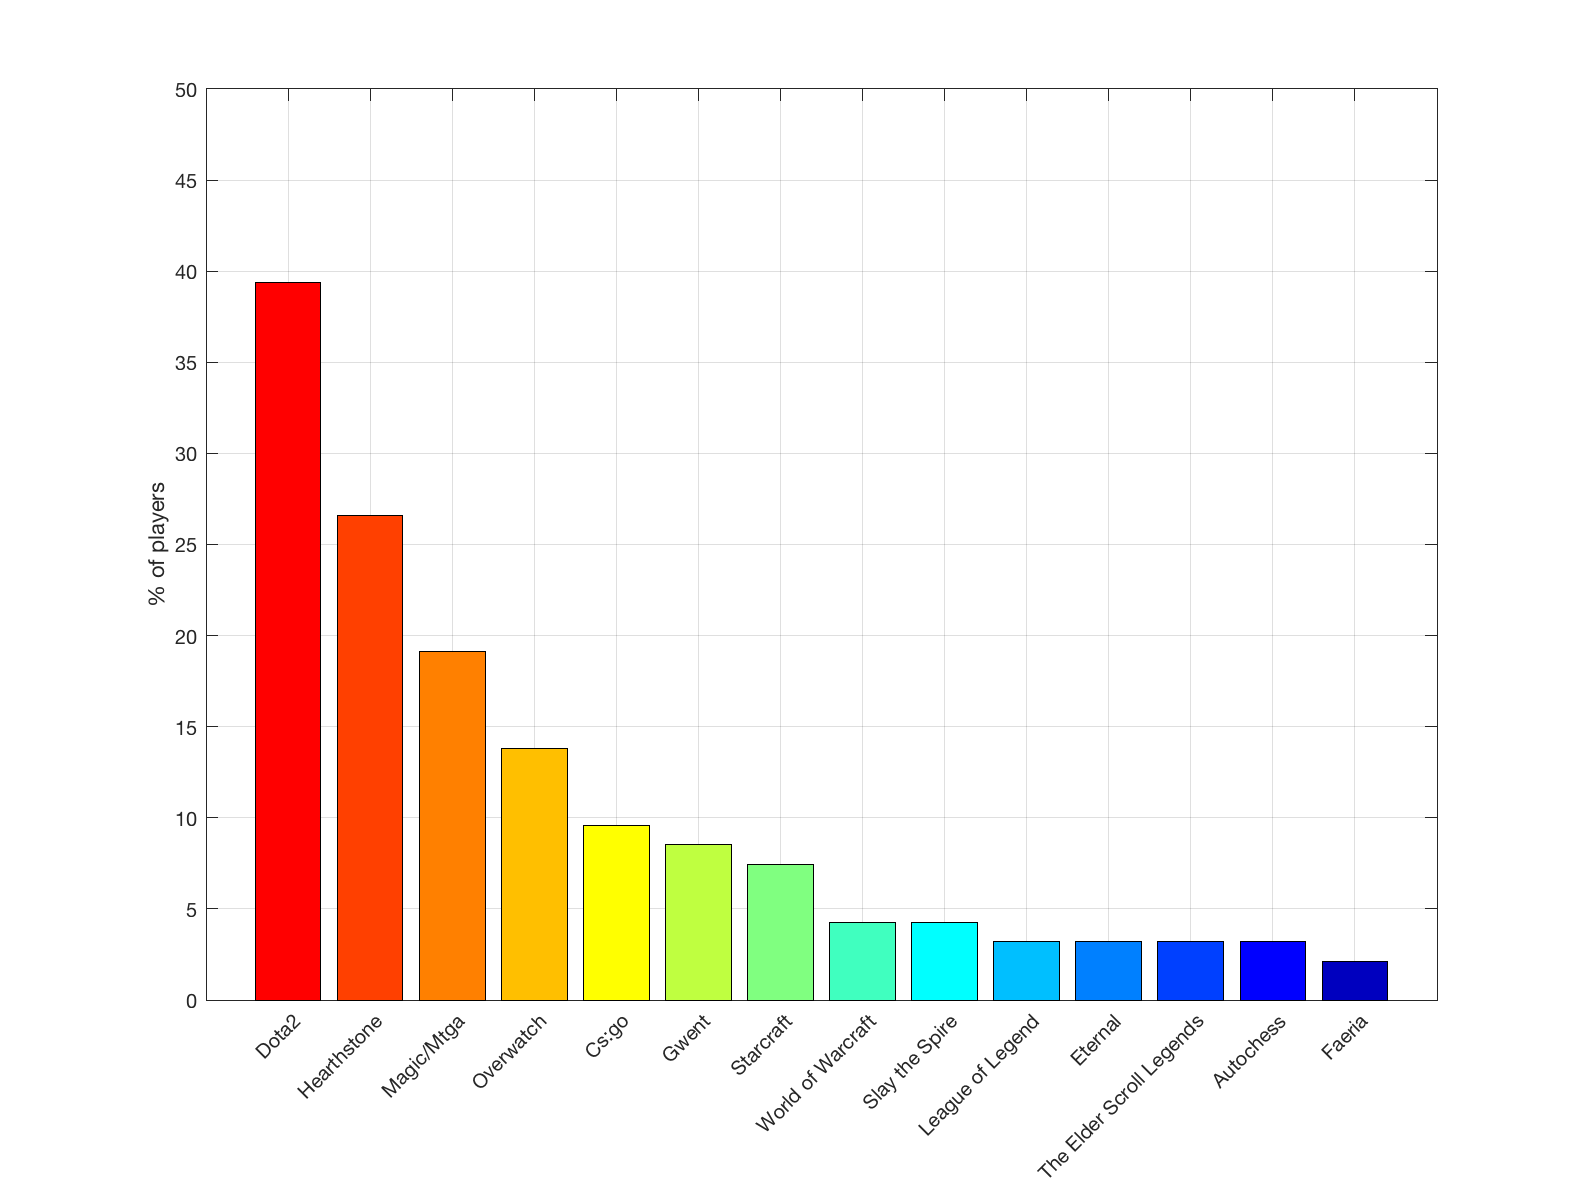 50
45
40
35
30
25
20
15
10
5
0
% of players
Dota2
Hearthstone
Magic/Mtga
Overwatch
Cs:go
Gwent
Starcraft
World of Warcraft
Slay the Spire
League of Legend
Eternal
The Elder Scroll Legends
Autochess
Faeria